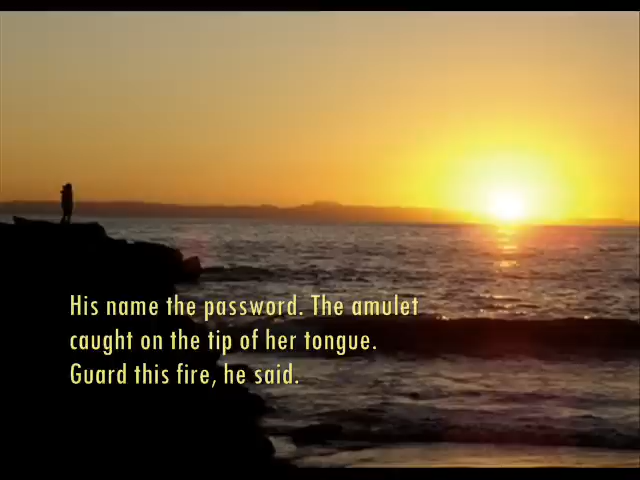 His name the password. The amulet
caught on the tip of her tongue.
Guard this fire, he said.